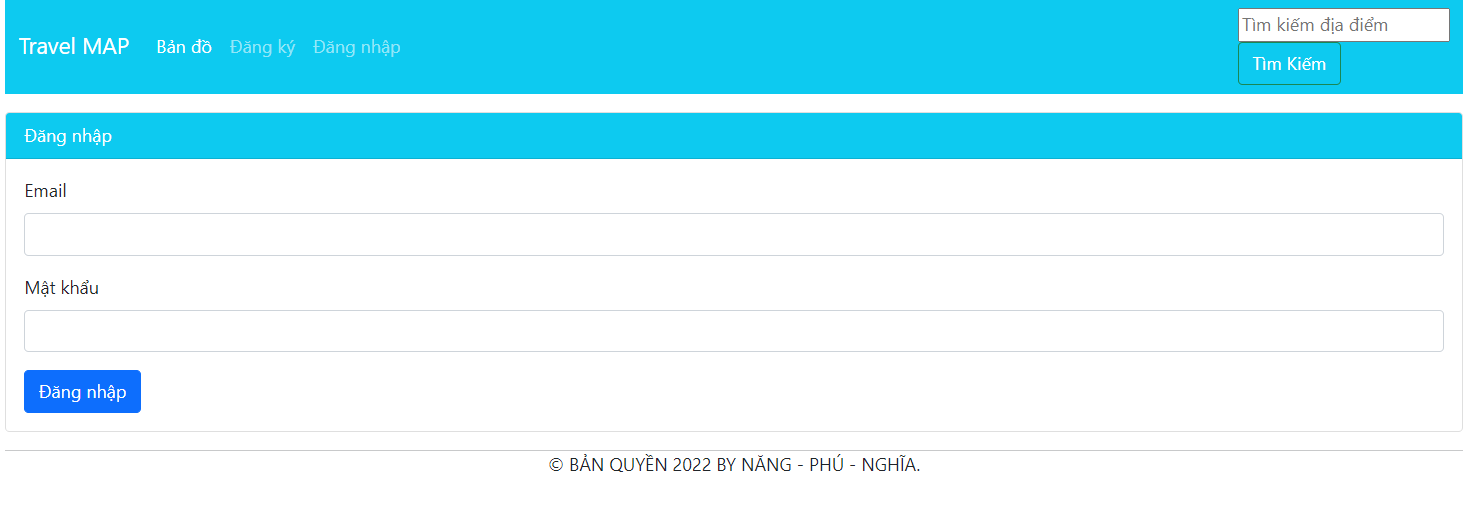 Travel MAP Bản đồ Đăng ký Đăng nhập
Tìm kiếm địa điểm
Tìm Kiếm
Đăng nhập
Email
Mật khẩu
Đăng nhập
© BẢN QUYỀN 2022 BY NĂNG - PHÚ - NGHĨA.